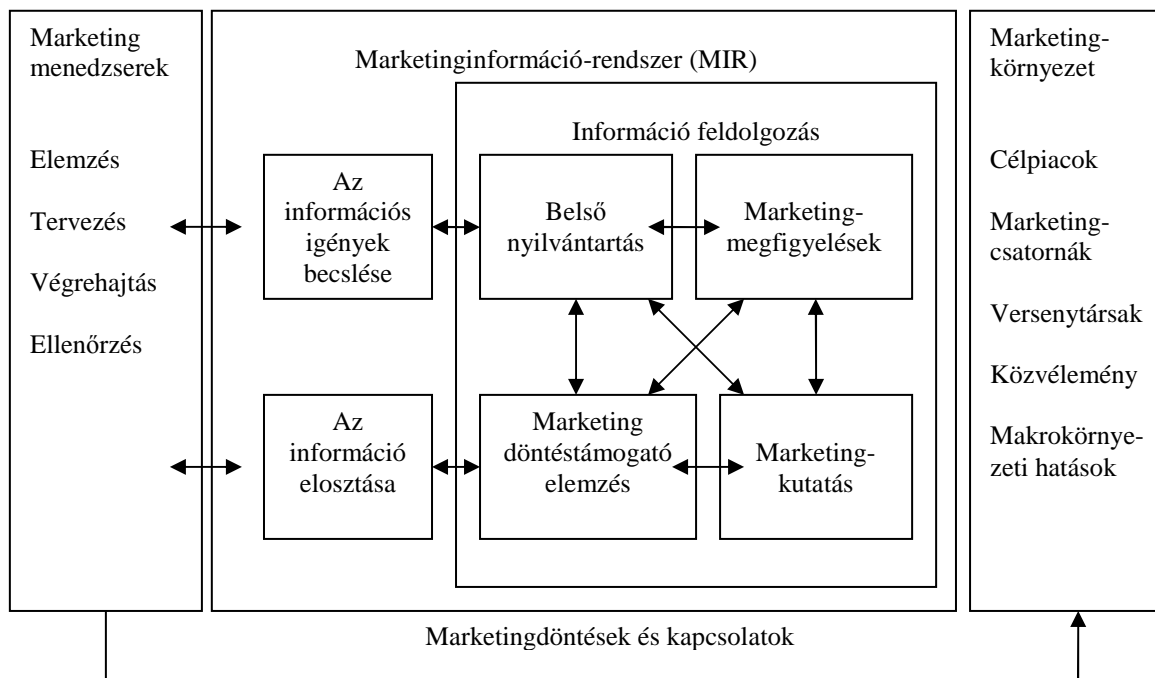 Marketing
menedzserek
Elemzés
Tervezés
Végrehajtás
Ellenőrzés
Marketinginformáció-rendszer (MIR)
Információ feldolgozás
Az
információs
igények
becslése
Belső
nyilvántartás
Marketing-
megfigyelések
Az
információ
elosztása
Marketing
döntéstámogató
elemzés
Marketing-
kutatás
Marketing-
környezet
Célpiacok
Marketing-
csatornák
Versenytársak
Közvélemény
Makrokörnye-
zeti hatások
Marketingdöntések és kapcsolatok